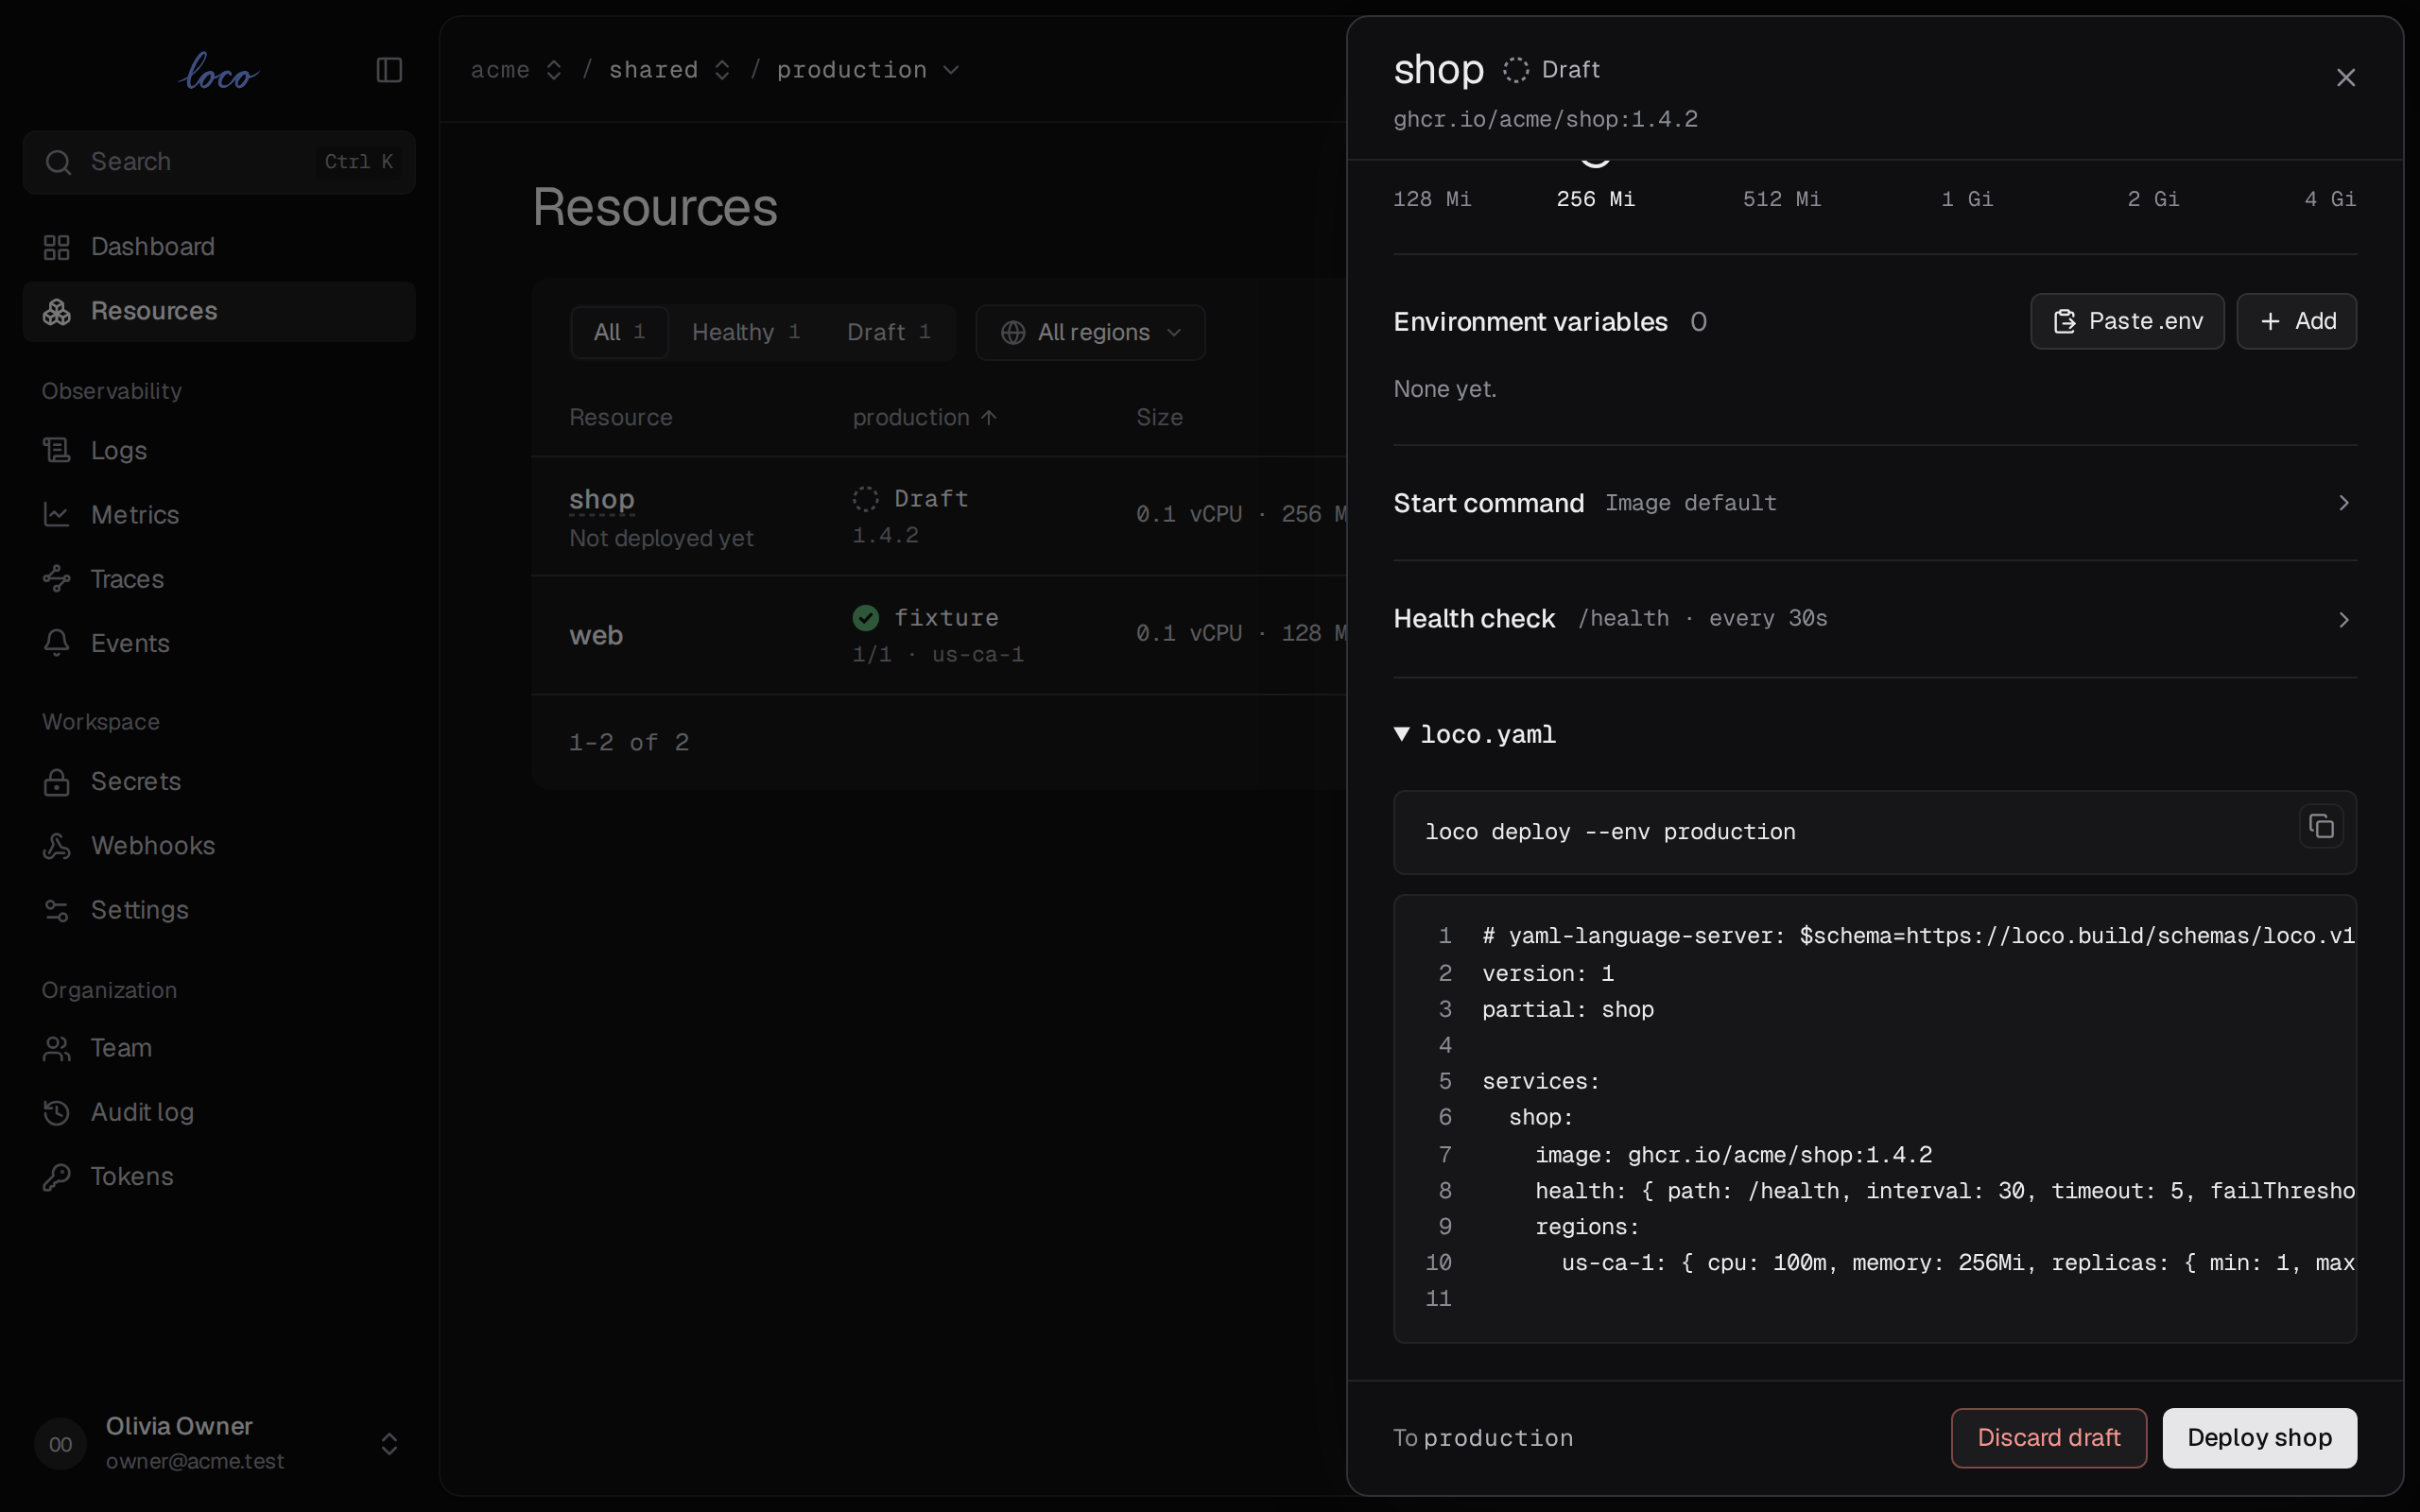 loco
Search Ctrl K
Dashboard
Resources
Observability
Logs
Metrics
Traces
Events
Workspace
Secrets
Webhooks
Settings
Organization
Team
Audit log
Tokens
OO Olivia Owner
owner@acme.test
acme / shared / production
Resources
All 1 Healthy 1 Draft 1 All regions
Resource production Size
shop Draft 0.1 vCPU · 256 M
Not deployed yet 1.4.2
web fixture 0.1 vCPU · 128 M
1/1 · us-ca-1
1–2 of 2
shop Draft
ghcr.io/acme/shop:1.4.2
128 Mi 256 Mi 512 Mi 1 Gi 2 Gi 4 Gi
Environment variables 0 Paste .env Add
None yet.
Start command Image default
Health check /health · every 30s
loco.yaml
loco deploy --env production
1 # yaml-language-server: $schema=https://loco.build/schemas/loco.v1
2 version: 1
3 partial: shop
4
5 services:
6 shop:
7 image: ghcr.io/acme/shop:1.4.2
8 health: { path: /health, interval: 30, timeout: 5, failThresho
9 regions:
10 us-ca-1: { cpu: 100m, memory: 256Mi, replicas: { min: 1, max
11
To production Discard draft Deploy shop